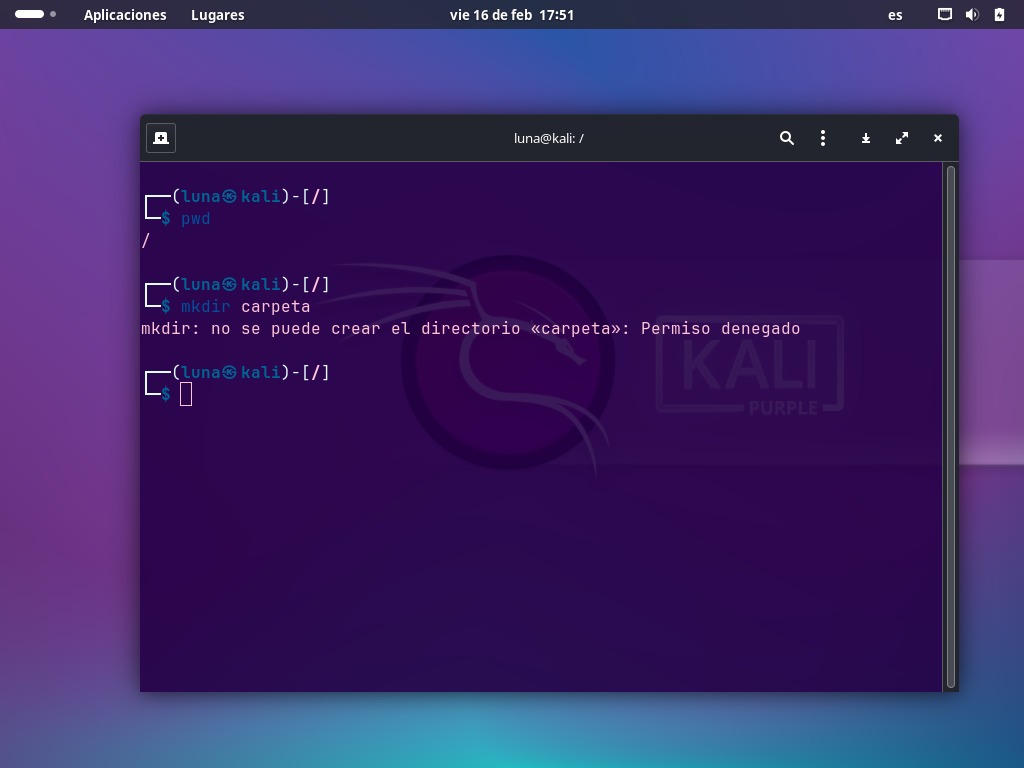 Aplicaciones Lugares vie 16 de feb 17:51 es
luna@kali: /
┌──(luna㉿kali)-[/]
└─$ pwd
/
┌──(luna㉿kali)-[/]
└─$ mkdir carpeta
mkdir: no se puede crear el directorio «carpeta»: Permiso denegado
┌──(luna㉿kali)-[/]
└─$
KALI
PURPLE